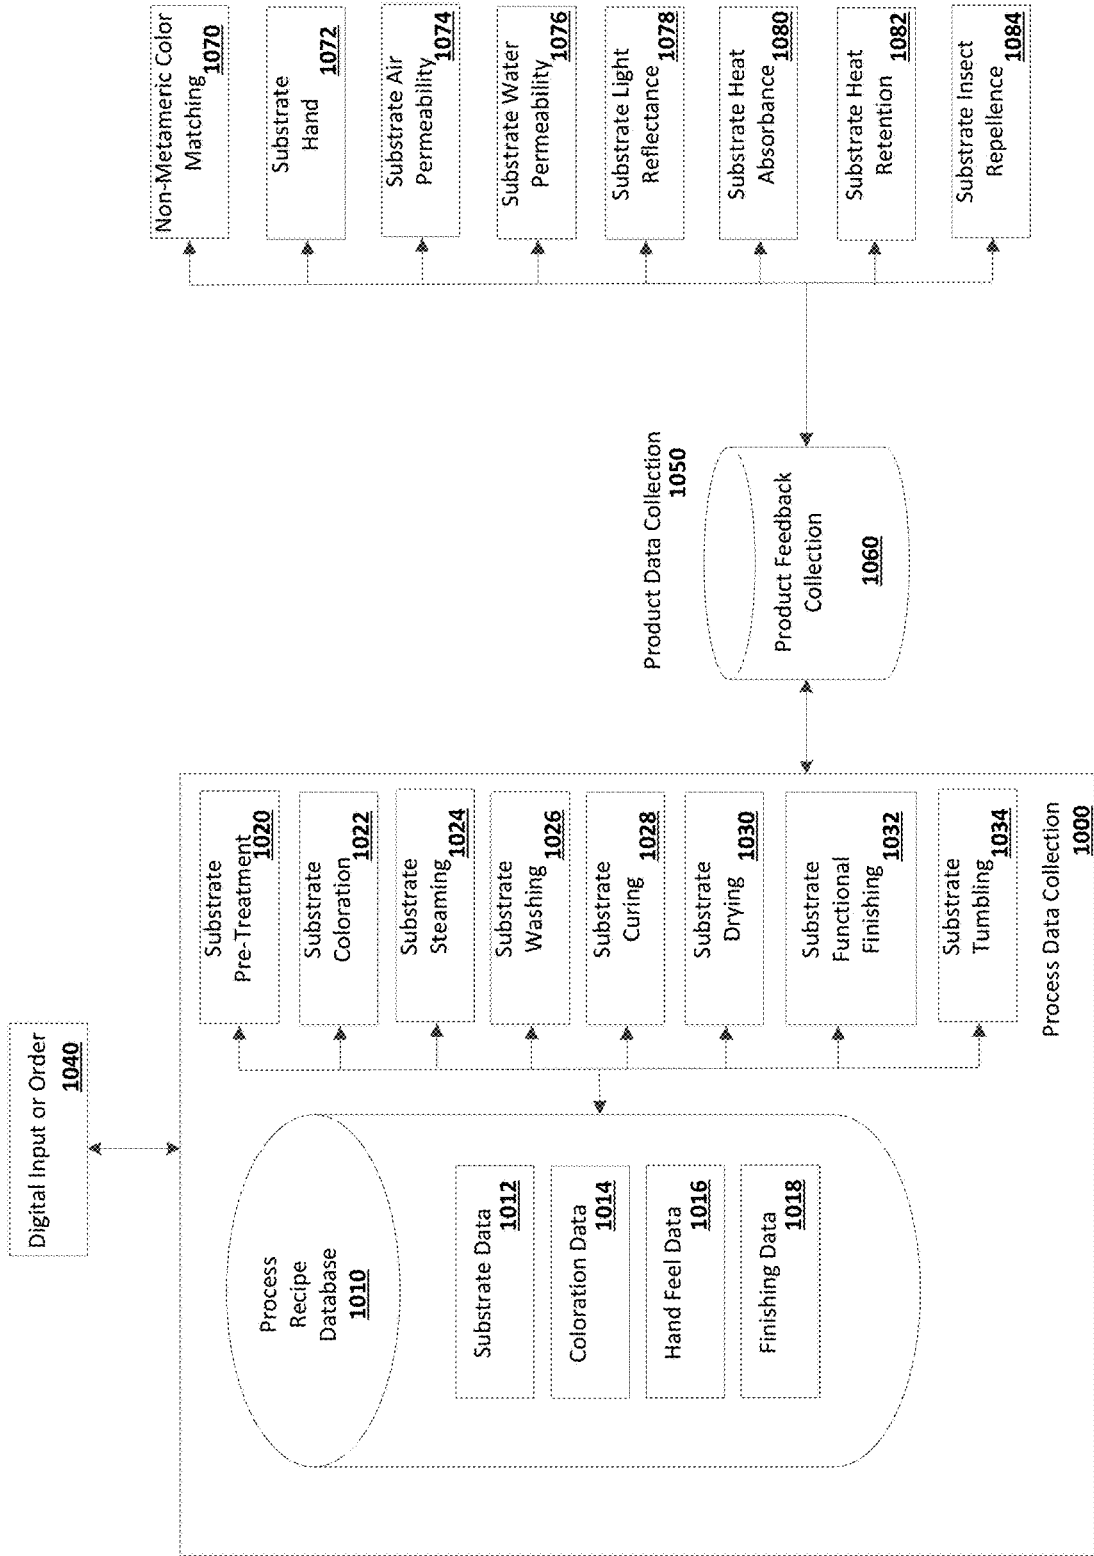 Digital Input or Order
1040
Process
Recipe
Database
1010
Substrate Data
1012
Coloration Data
1014
Hand Feel Data
1016
Finishing Data
1018
Substrate
Pre-Treatment
1020
Substrate
Coloration
1022
Substrate
Steaming
1024
Substrate
Washing
1026
Substrate
Curing
1028
Substrate
Drying
1030
Substrate
Functional
Finishing
1032
Substrate
Tumbling
1034
Process Data Collection
1000
Product Data Collection
1050
Product Feedback
Collection
1060
Non-Metameric Color
Matching
1070
Substrate
Hand
1072
Substrate Air
Permeability
1074
Substrate Water
Permeability
1076
Substrate Light
Reflectance
1078
Substrate Heat
Absorbance
1080
Substrate Heat
Retention
1082
Substrate Insect
Repellence
1084